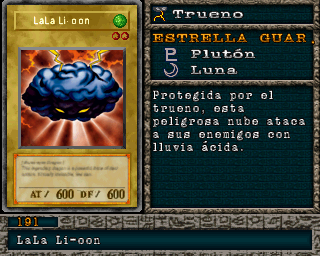 LaLa Li-oon
AT/ 600 DF/ 600
Trueno
ESTRELLA GUAR.
Plutón
Luna
Protegida por el
trueno, esta
peligrosa nube ataca
a sus enemigos con
lluvia ácida.
191
LaLa Li-oon